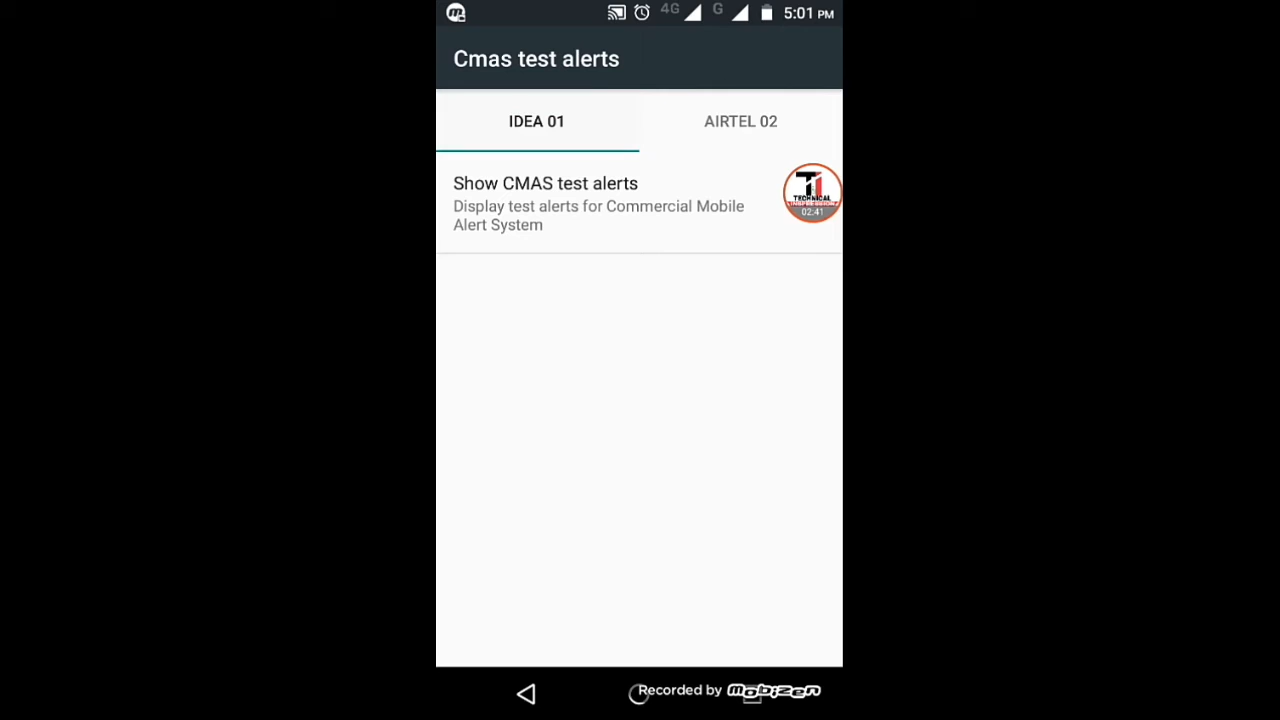 4G G 5:01 PM
Cmas test alerts
IDEA 01 AIRTEL 02
Show CMAS test alerts
Display test alerts for Commercial Mobile
Alert System
TECHNICAL
02:41
Recorded by Mobizen